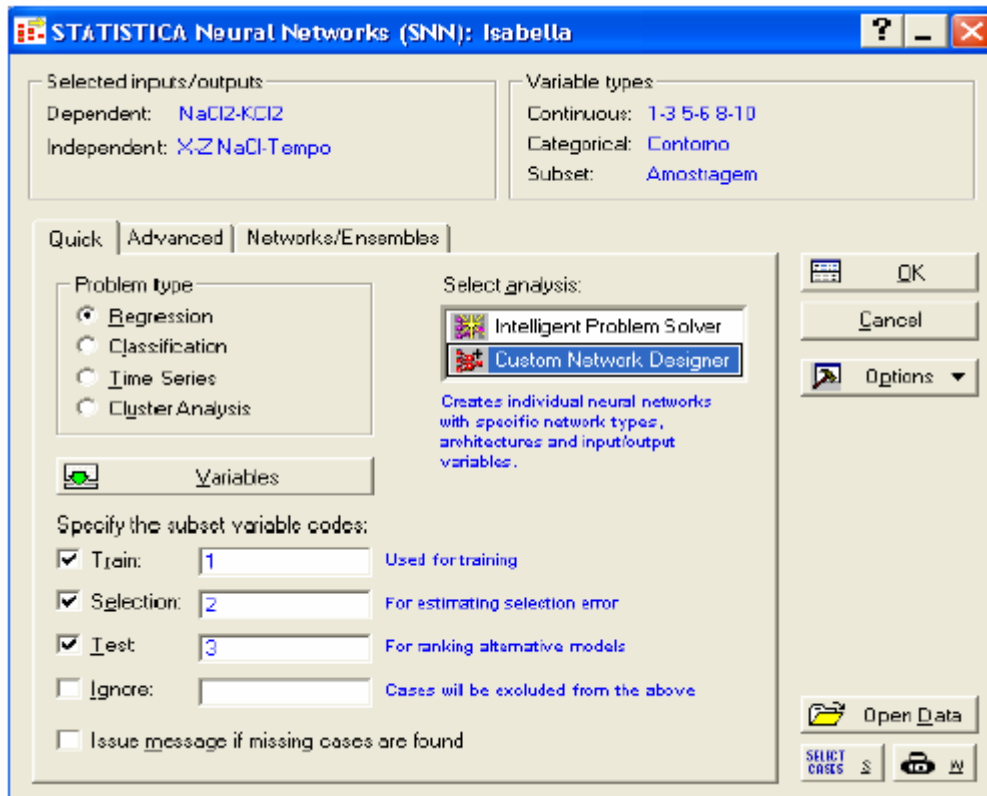 STATISTICA Neural Networks (SNN): Isabella
Selected inputs/outputs
Dependent: NaCl2-KCl2
Independent: X-Z NaCl-Tempo
Variable types
Continuous: 1-3 5-6 8-10
Categorical: Contorno
Subset: Amostragem
Quick
Advanced
Networks/Ensembles
Problem type
Regression
Classification
Time Series
Cluster Analysis
Select analysis:
Intelligent Problem Solver
Custom Network Designer
Creates individual neural networks
with specific network types,
architectures and input/output
variables.
Variables
Specify the subset variable codes:
Train: 1 Used for training
Selection: 2 For estimating selection error
Test: 3 For ranking alternative models
Ignore: Cases will be excluded from the above
Issue message if missing cases are found
OK
Cancel
Options
Open Data
SELECT
CASES S
W